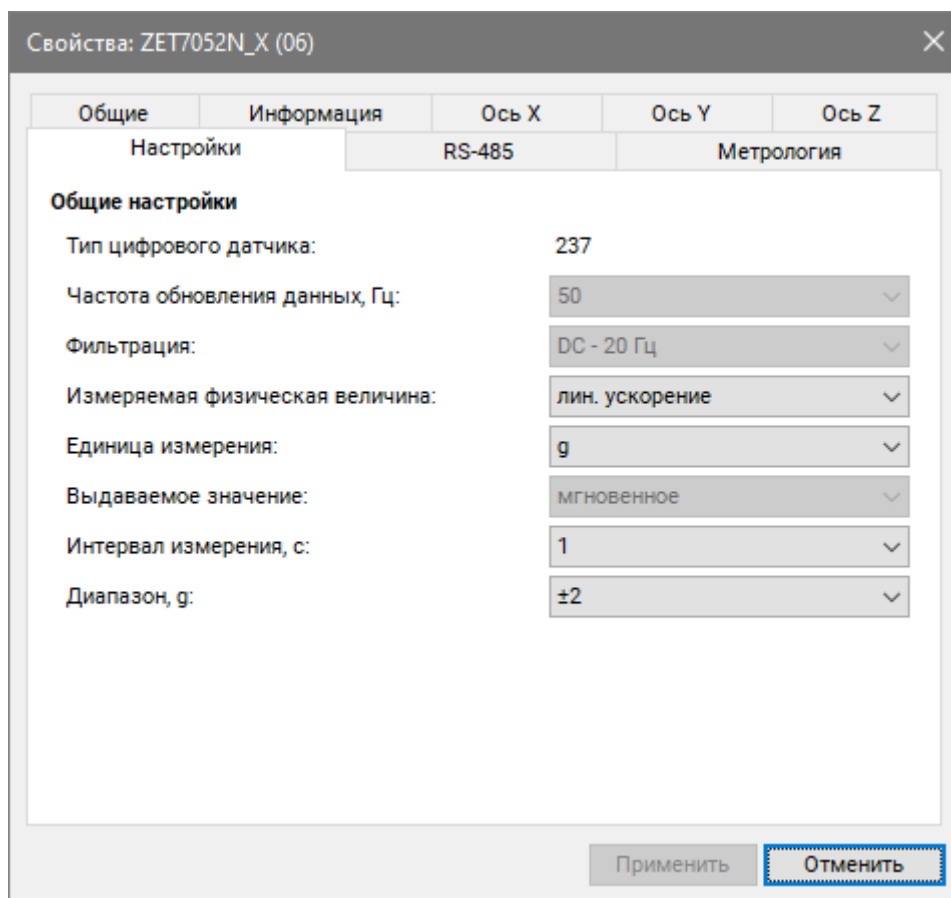 Свойства: ZET7052N_X (06)
Общие Информация Ось X Ось Y Ось Z
Настройки RS-485 Метрология
Общие настройки
Тип цифрового датчика: 237
Частота обновления данных, Гц: 50
Фильтрация: DC - 20 Гц
Измеряемая физическая величина: лин. ускорение
Единица измерения: g
Выдаваемое значение: мгновенное
Интервал измерения, с: 1
Диапазон, g: ±2
Применить Отменить